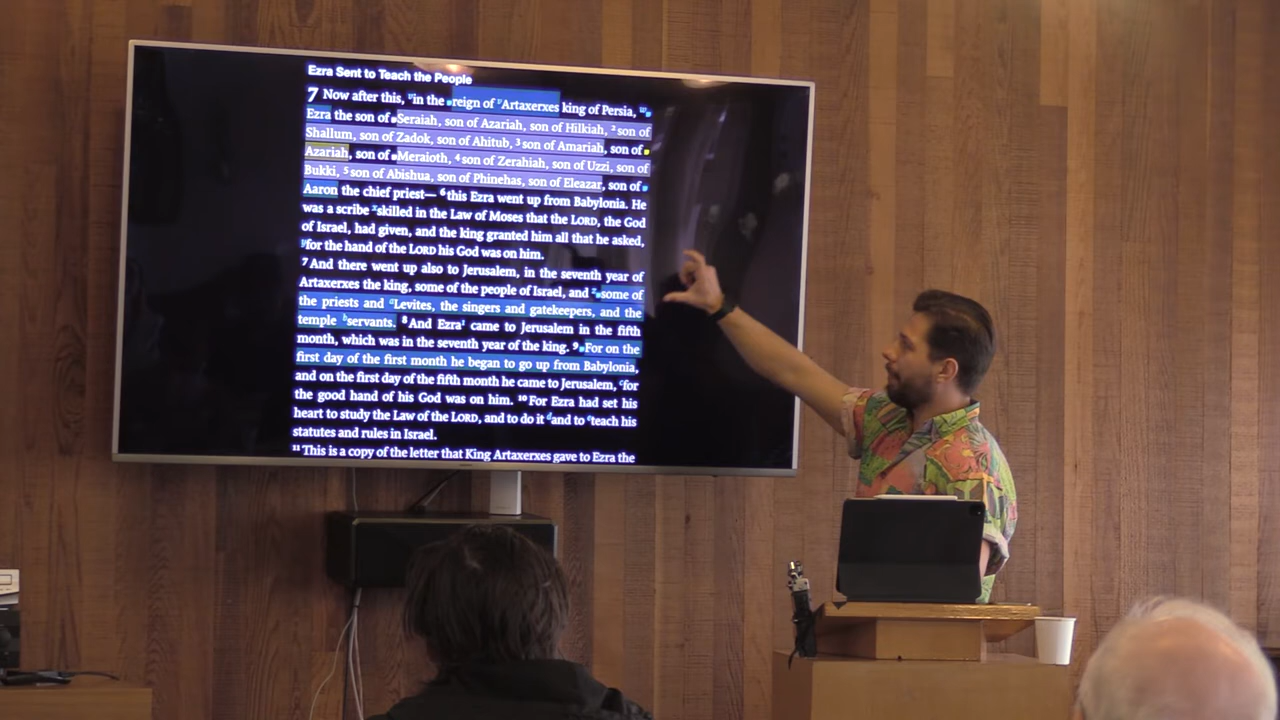 Ezra Sent to Teach the People
7 Now after this, ᵘin the reign of ᵛArtaxerxes king of Persia, ʷ
Ezra the son of Seraiah, son of Azariah, son of Hilkiah, ² son of
Shallum, son of Zadok, son of Ahitub, ³ son of Amariah, son of
Azariah, son of Meraioth, ⁴ son of Zerahiah, son of Uzzi, son of
Bukki, ⁵ son of Abishua, son of Phinehas, son of Eleazar, son of
Aaron the chief priest— ⁶ this Ezra went up from Babylonia. He
was a scribe ˣskilled in the Law of Moses that the LORD, the God
of Israel, had given, and the king granted him all that he asked,
ʸfor the hand of the LORD his God was on him.
⁷ And there went up also to Jerusalem, in the seventh year of
Artaxerxes the king, some of the people of Israel, and ᶻsome of
the priests and ᵃLevites, the singers and gatekeepers, and the
temple ᵇservants. ⁸ And Ezra¹ came to Jerusalem in the fifth
month, which was in the seventh year of the king. ⁹ For on the
first day of the first month he began to go up from Babylonia,
and on the first day of the fifth month he came to Jerusalem, ᶜfor
the good hand of his God was on him. ¹⁰ For Ezra had set his
heart to study the Law of the LORD, and to do it ᵈand to ᵉteach his
statutes and rules in Israel.
¹¹ This is a copy of the letter that King Artaxerxes gave to Ezra the